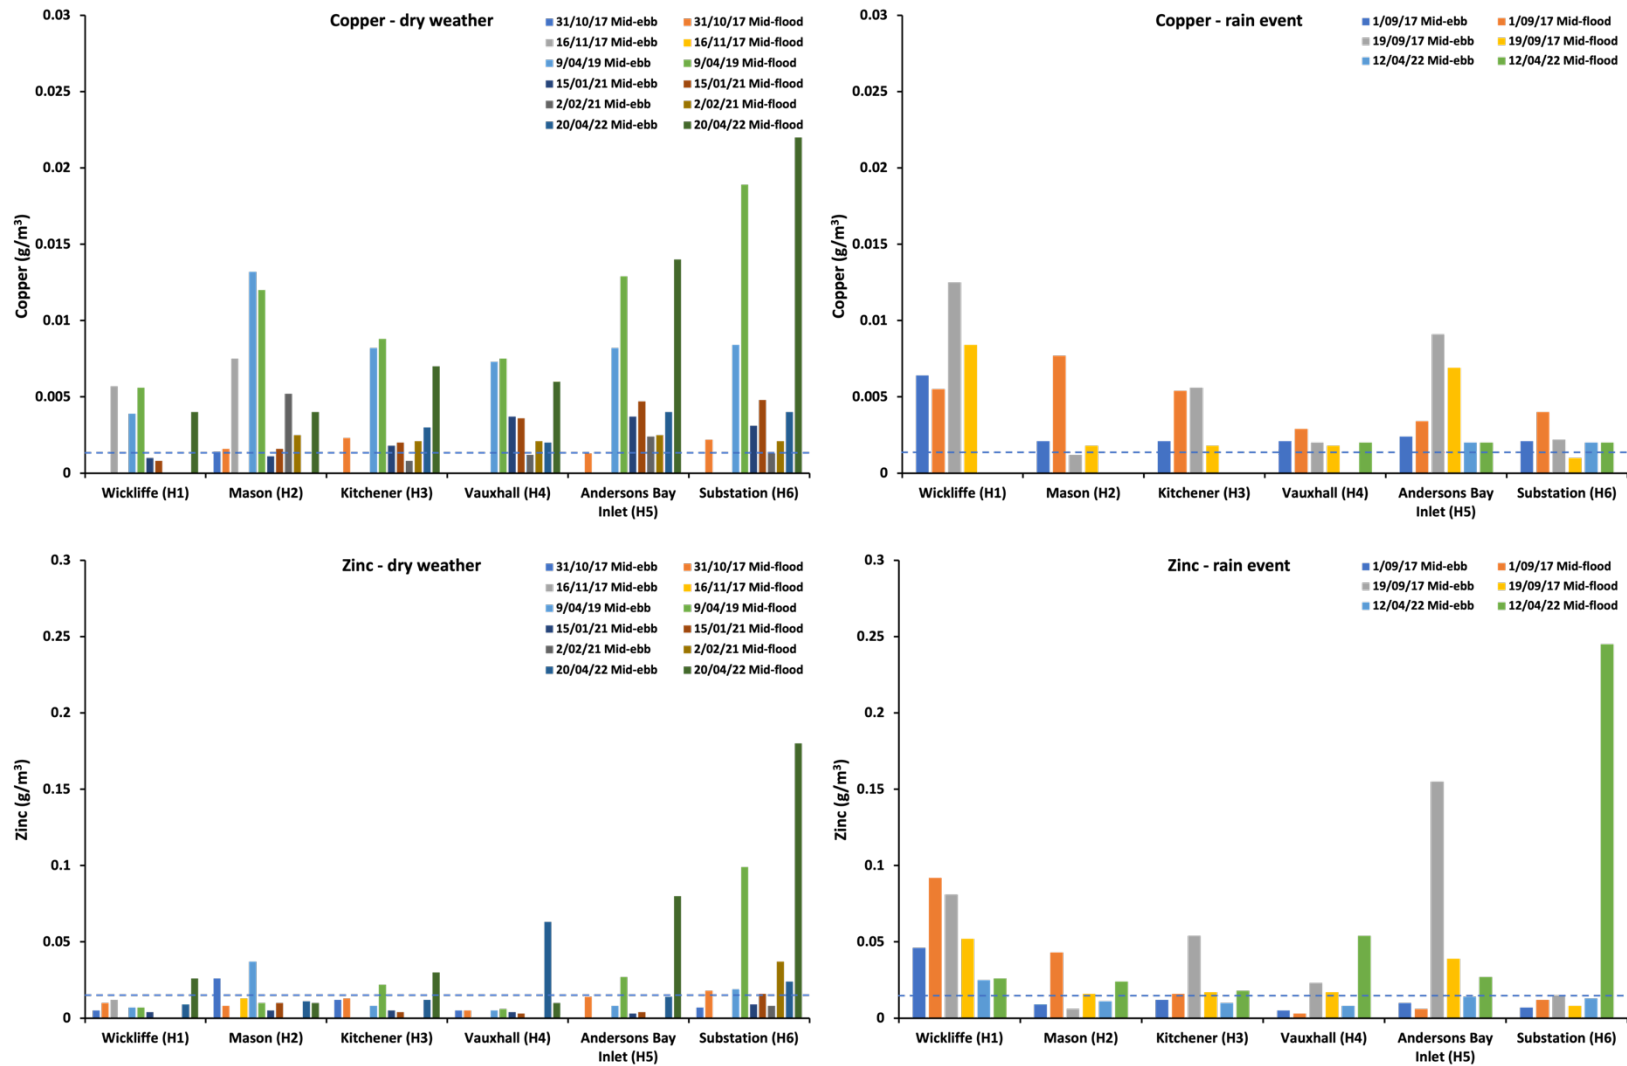 Copper - dry weather
31/10/17 Mid-ebb 31/10/17 Mid-flood
16/11/17 Mid-ebb 16/11/17 Mid-flood
9/04/19 Mid-ebb 9/04/19 Mid-flood
15/01/21 Mid-ebb 15/01/21 Mid-flood
2/02/21 Mid-ebb 2/02/21 Mid-flood
20/04/22 Mid-ebb 20/04/22 Mid-flood
Copper (g/m³)
0.03
0.025
0.02
0.015
0.01
0.005
0
Wickliffe (H1) Mason (H2) Kitchener (H3) Vauxhall (H4) Andersons Bay Substation (H6)
Inlet (H5)
Copper - rain event
1/09/17 Mid-ebb 1/09/17 Mid-flood
19/09/17 Mid-ebb 19/09/17 Mid-flood
12/04/22 Mid-ebb 12/04/22 Mid-flood
Copper (g/m³)
0.03
0.025
0.02
0.015
0.01
0.005
0
Wickliffe (H1) Mason (H2) Kitchener (H3) Vauxhall (H4) Andersons Bay Substation (H6)
Inlet (H5)
Zinc - dry weather
31/10/17 Mid-ebb 31/10/17 Mid-flood
16/11/17 Mid-ebb 16/11/17 Mid-flood
9/04/19 Mid-ebb 9/04/19 Mid-flood
15/01/21 Mid-ebb 15/01/21 Mid-flood
2/02/21 Mid-ebb 2/02/21 Mid-flood
20/04/22 Mid-ebb 20/04/22 Mid-flood
Zinc (g/m³)
0.3
0.25
0.2
0.15
0.1
0.05
0
Wickliffe (H1) Mason (H2) Kitchener (H3) Vauxhall (H4) Andersons Bay Substation (H6)
Inlet (H5)
Zinc - rain event
1/09/17 Mid-ebb 1/09/17 Mid-flood
19/09/17 Mid-ebb 19/09/17 Mid-flood
12/04/22 Mid-ebb 12/04/22 Mid-flood
Zinc (g/m³)
0.3
0.25
0.2
0.15
0.1
0.05
0
Wickliffe (H1) Mason (H2) Kitchener (H3) Vauxhall (H4) Andersons Bay Substation (H6)
Inlet (H5)